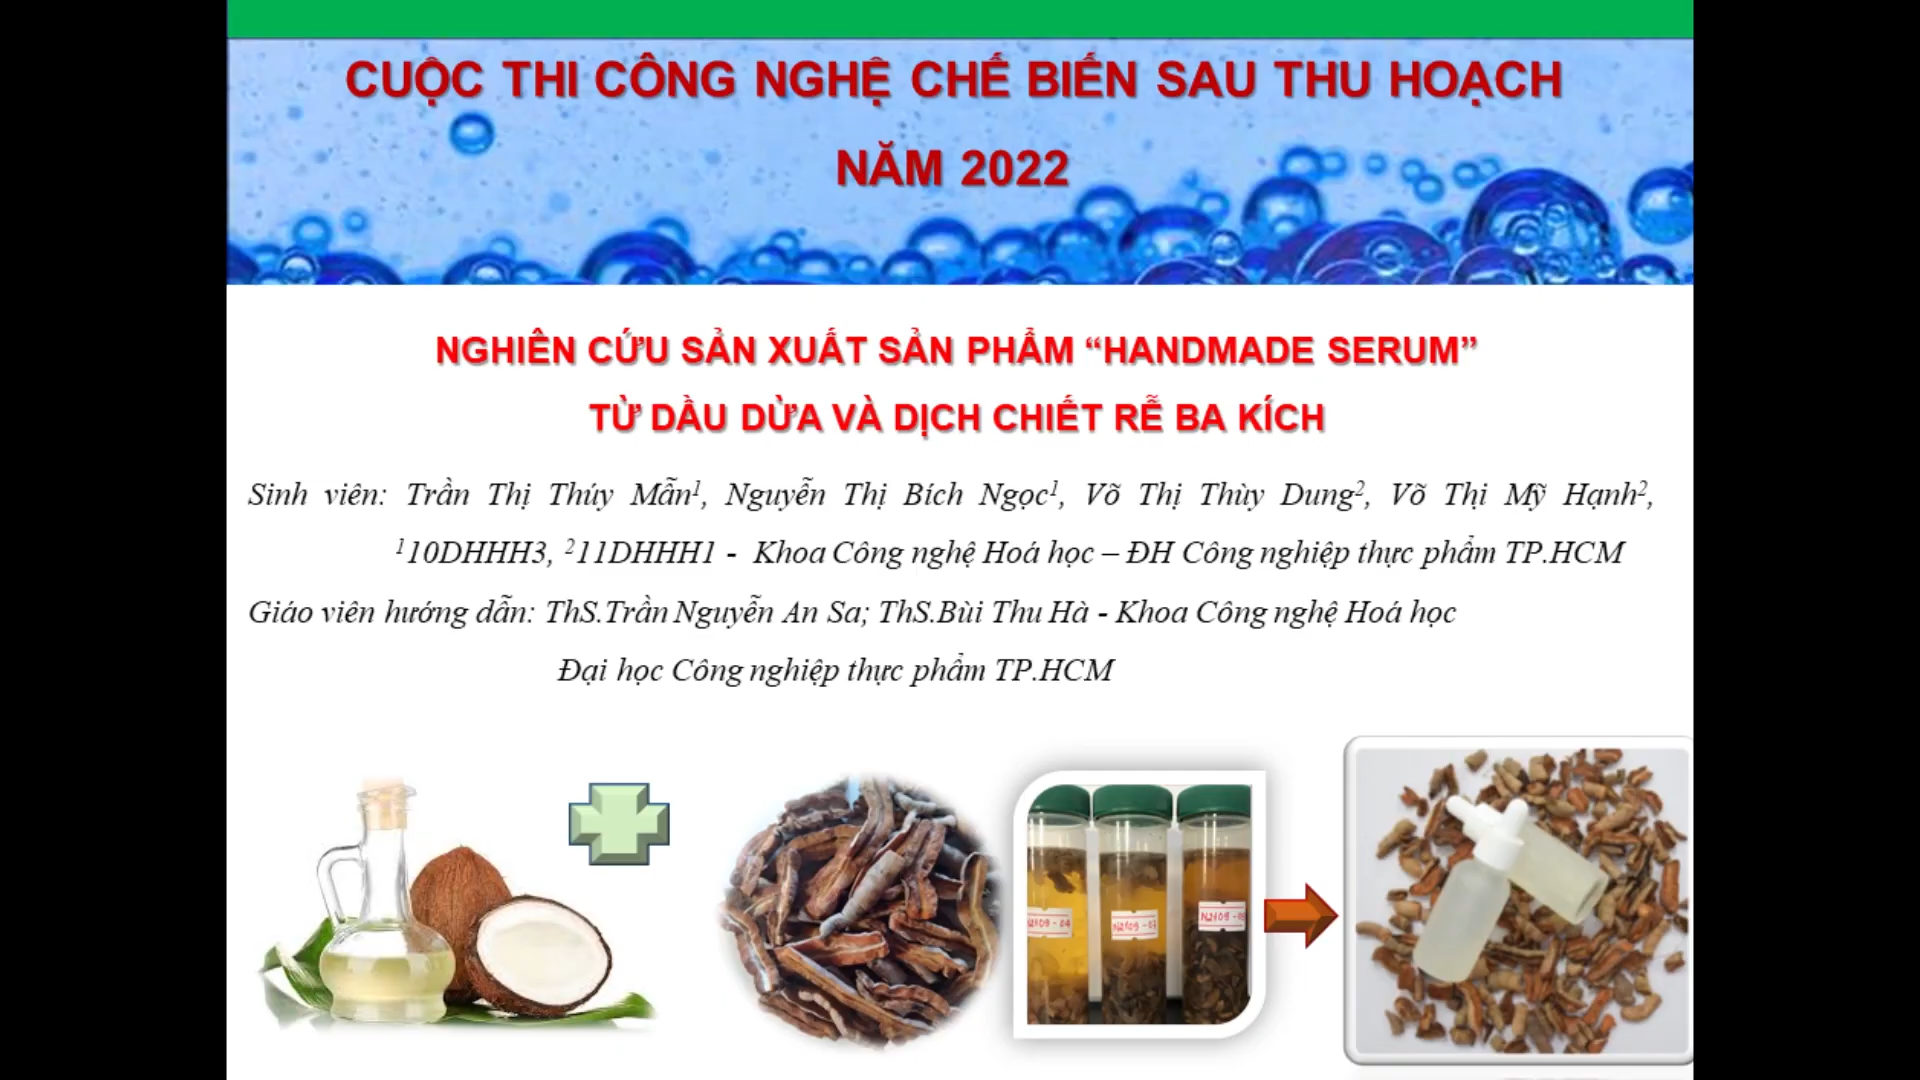 CUỘC THI CÔNG NGHỆ CHẾ BIẾN SAU THU HOẠCH
NĂM 2022
NGHIÊN CỨU SẢN XUẤT SẢN PHẨM “HANDMADE SERUM”
TỪ DẦU DỪA VÀ DỊCH CHIẾT RỄ BA KÍCH
Sinh viên: Trần Thị Thúy Mẫn¹, Nguyễn Thị Bích Ngọc¹, Võ Thị Thùy Dung², Võ Thị Mỹ Hạnh²,
¹10DHHH3, ²11DHHH1 - Khoa Công nghệ Hoá học – ĐH Công nghiệp thực phẩm TP.HCM
Giáo viên hướng dẫn: ThS.Trần Nguyễn An Sa; ThS.Bùi Thu Hà - Khoa Công nghệ Hoá học
Đại học Công nghiệp thực phẩm TP.HCM